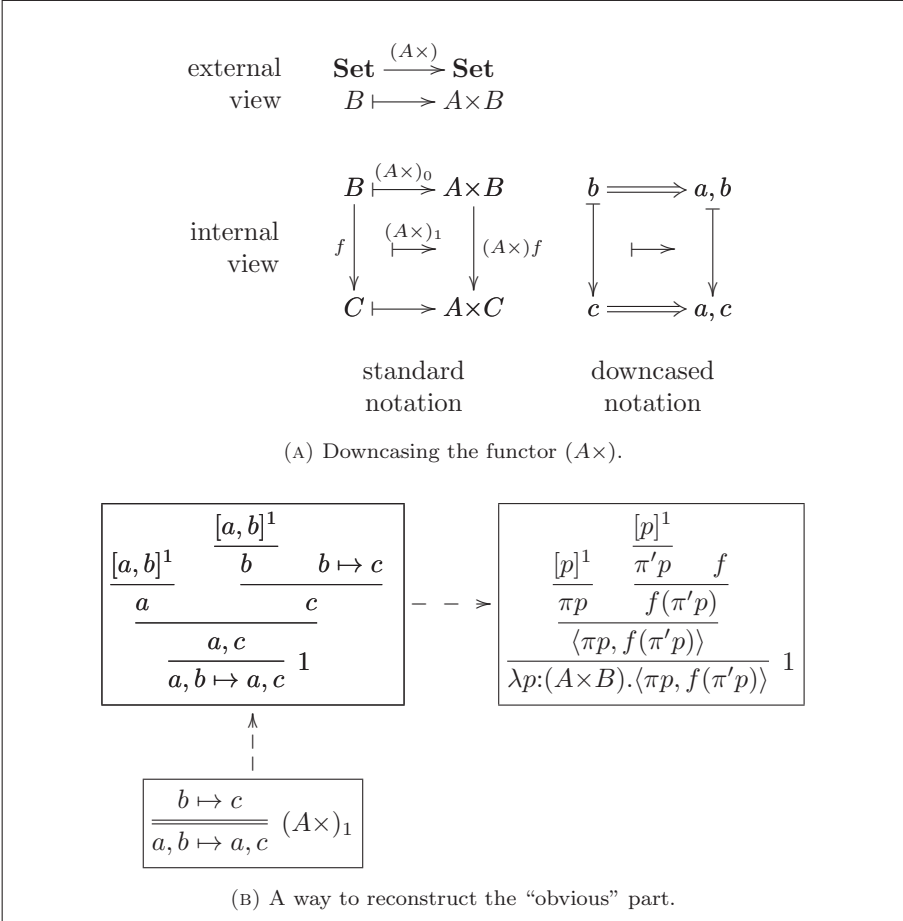 external view
Set (A×) Set
B ⟼ A×B
internal view
B (A×)₀ A×B
f (A×)₁ (A×)f
C ⟼ A×C
b ⟹ a, b
⟼
c ⟹ a, c
standard notation
downcased notation
(A) Downcasing the functor (A×).
[a, b]¹
[a, b]¹ b b ↦ c
a c
a, c
a, b ↦ a, c 1
[p]¹
[p]¹ π′p f
πp f(π′p)
⟨πp, f(π′p)⟩
λp:(A×B).⟨πp, f(π′p)⟩ 1
b ↦ c
a, b ↦ a, c (A×)₁
(B) A way to reconstruct the “obvious” part.